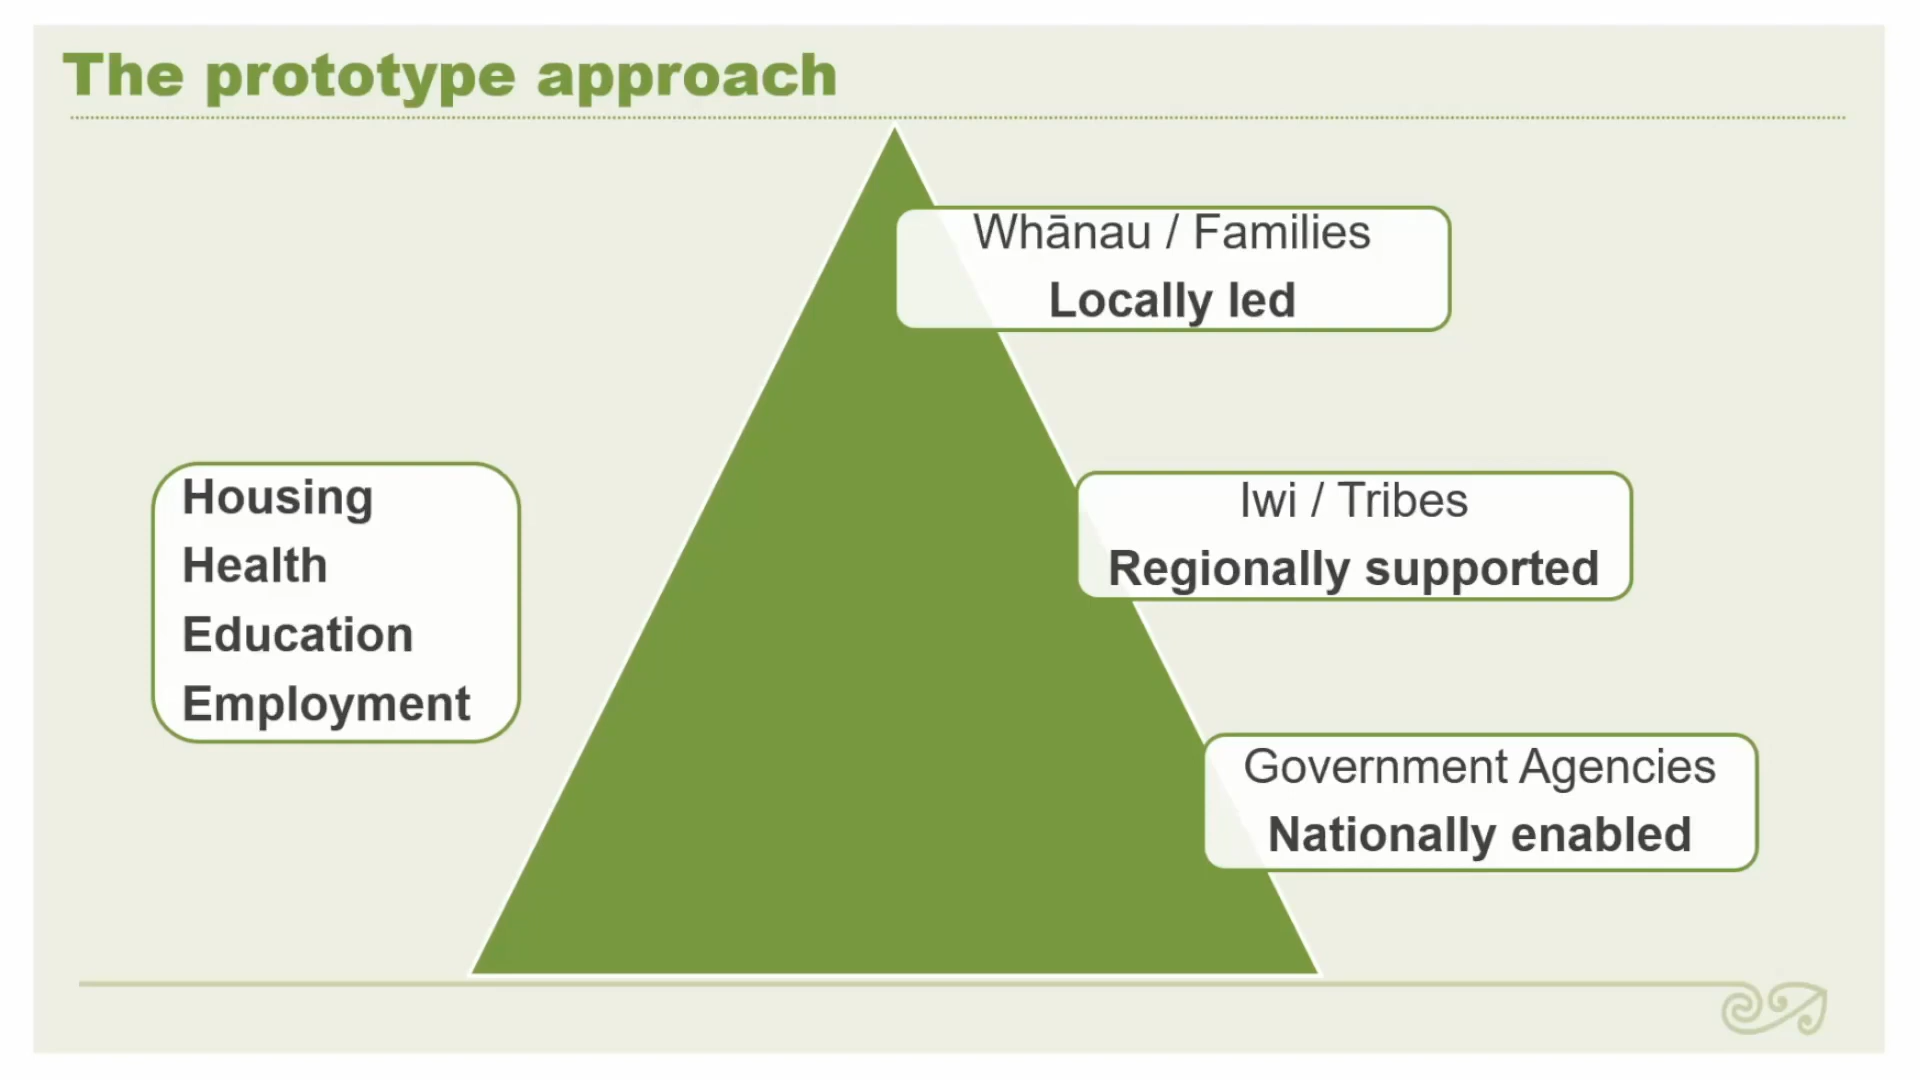 The prototype approach
Whānau / Families
Locally led
Housing
Health
Education
Employment
Iwi / Tribes
Regionally supported
Government Agencies
Nationally enabled